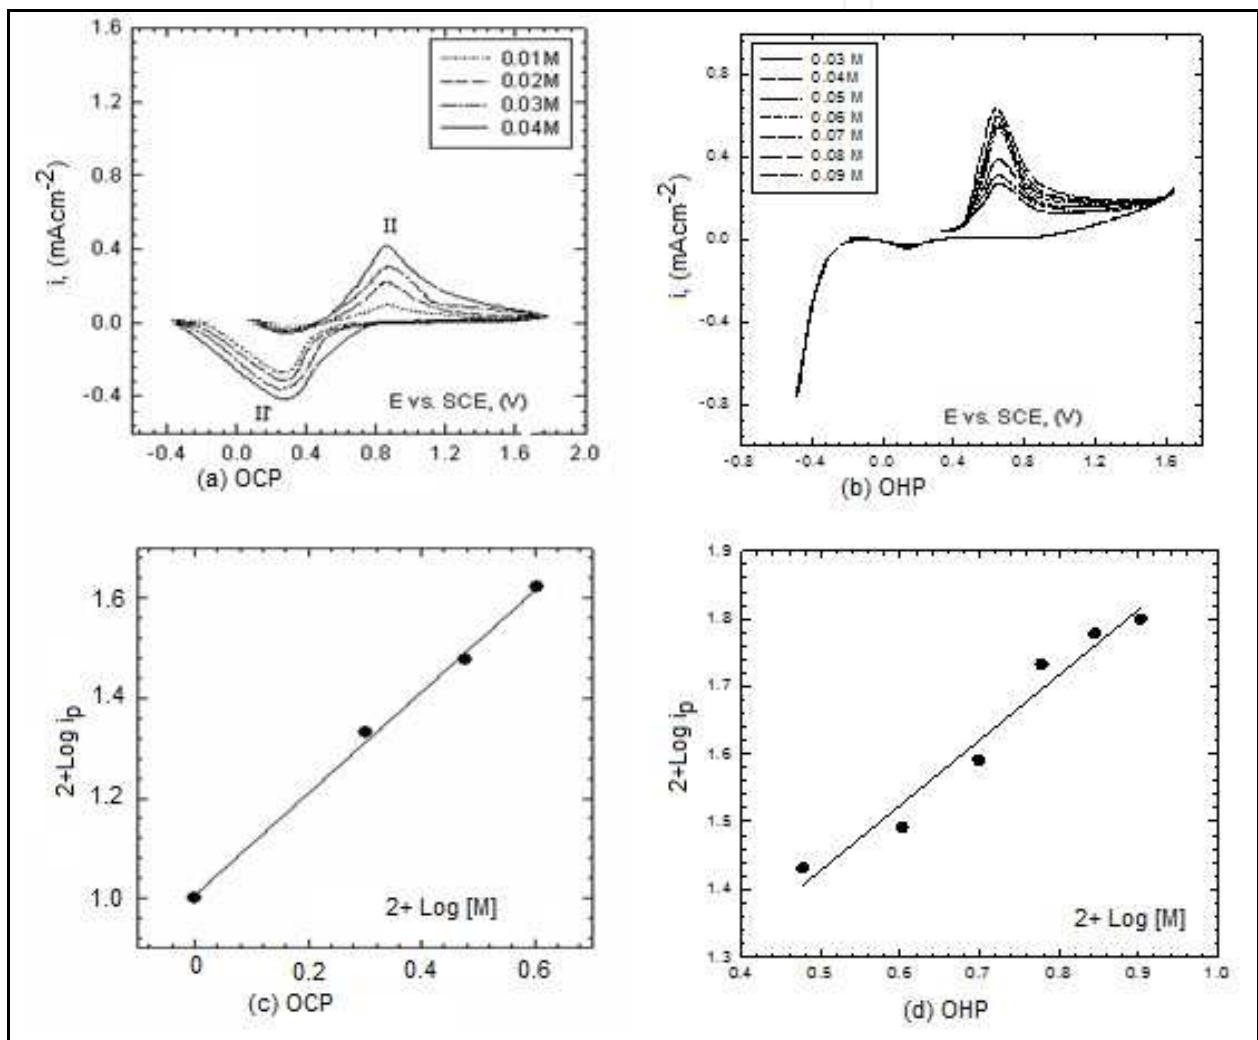 1.6
1.2
0.8
0.4
0.0
-0.4
i, (mAcm-2)
0.01M
0.02M
0.03M
0.04M
II
II'
E vs. SCE, (V)
-0.4 0.0 0.4 0.8 1.2 1.6 2.0
(a) OCP
0.8
0.4
0.0
-0.4
-0.8
i, (mAcm-2)
0.03 M
0.04M
0.05 M
0.06 M
0.07 M
0.08 M
0.09 M
E vs. SCE, (V)
-0.8 -0.4 0.0 0.4 0.8 1.2 1.6
(b) OHP
1.6
1.4
1.2
1.0
2+Log ip
2+ Log [M]
0 0.2 0.4 0.6
(c) OCP
1.9
1.8
1.7
1.6
1.5
1.4
1.3
2+Log ip
2+ Log [M]
0.4 0.5 0.6 0.7 0.8 0.9 1.0
(d) OHP